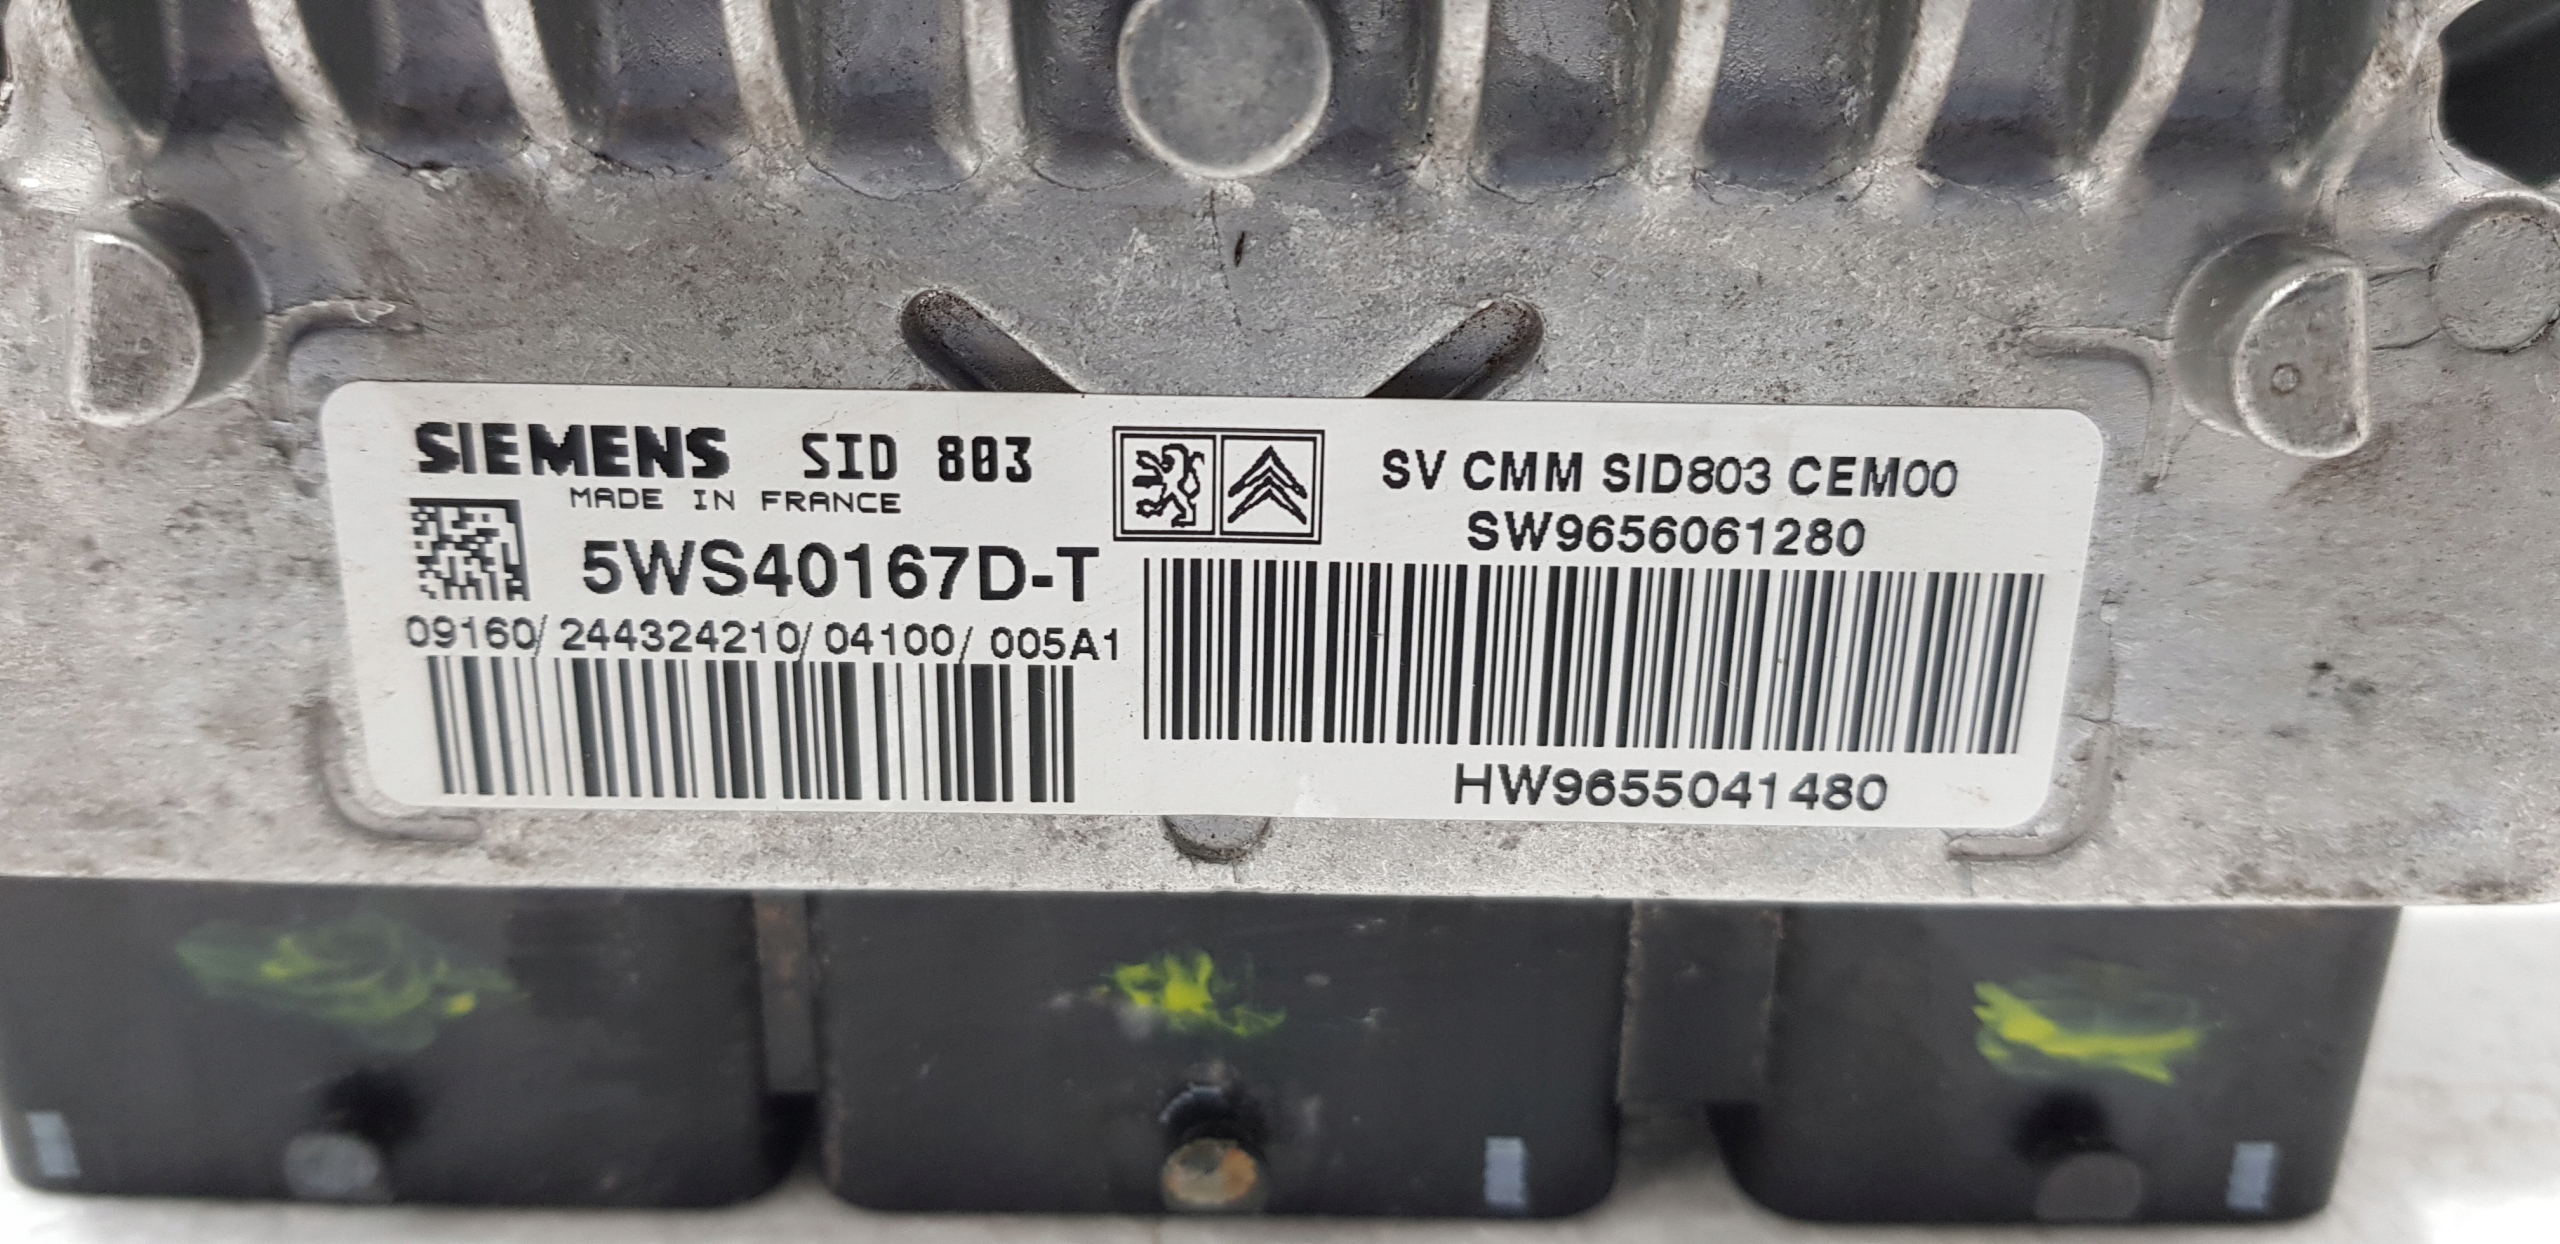 SIEMENS SID 803
MADE IN FRANCE
5WS40167D-T
09160/244324210/04100/ 005A1
SV CMM SID803 CEM00
SW9656061280
HW9655041480